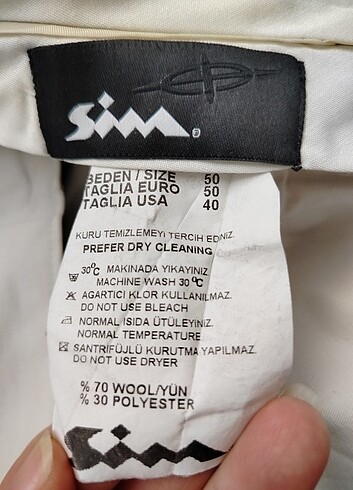 sim
BEDEN / SIZE 50
TAGLIA EURO 50
TAGLIA USA 40
KURU TEMIZLEMEYi TERCiH EDiNiZ.
PREFER DRY CLEANING
30°C MAKiNADA YIKAYINIZ
MACHINE WASH 30°C
AGARTICI KLOR KULLANILMAZ.
DO NOT USE BLEACH
NORMAL ISIDA ÜTÜLEYiNiZ.
NORMAL TEMPERATURE
SANTRiFÜJLÜ KURUTMA YAPILMAZ.
DO NOT USE DRYER
% 70 WOOL/YÜN
% 30 POLYESTER
sim